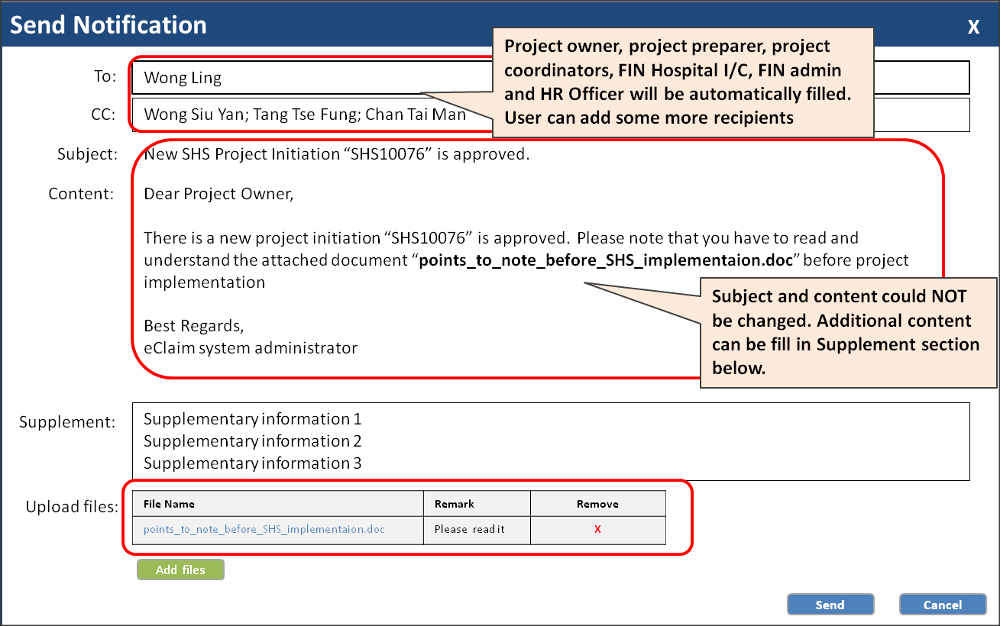 Send Notification X
To: Wong Ling
CC: Wong Siu Yan; Tang Tse Fung; Chan Tai Man
Project owner, project preparer, project
coordinators, FIN Hospital I/C, FIN admin
and HR Officer will be automatically filled.
User can add some more recipients
Subject: New SHS Project Initiation “SHS10076” is approved.
Content: Dear Project Owner,
There is a new project initiation “SHS10076” is approved. Please note that you have to read and
understand the attached document “points_to_note_before_SHS_implementaion.doc” before project
implementation
Best Regards,
eClaim system administrator
Subject and content could NOT
be changed. Additional content
can be fill in Supplement section
below.
Supplement: Supplementary information 1
Supplementary information 2
Supplementary information 3
Upload files: File Name Remark Remove
points_to_note_before_SHS_implementaion.doc Please read it X
Add files
Send Cancel